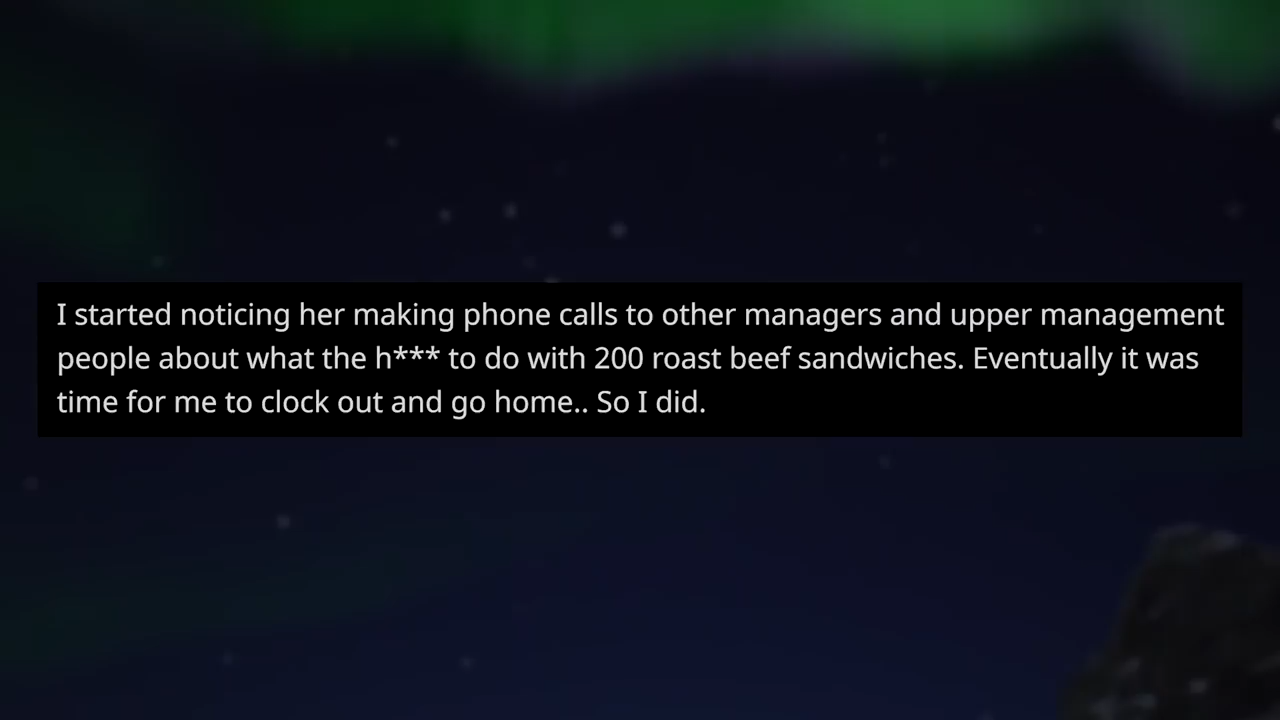 I started noticing her making phone calls to other managers and upper management
people about what the h*** to do with 200 roast beef sandwiches. Eventually it was
time for me to clock out and go home.. So I did.